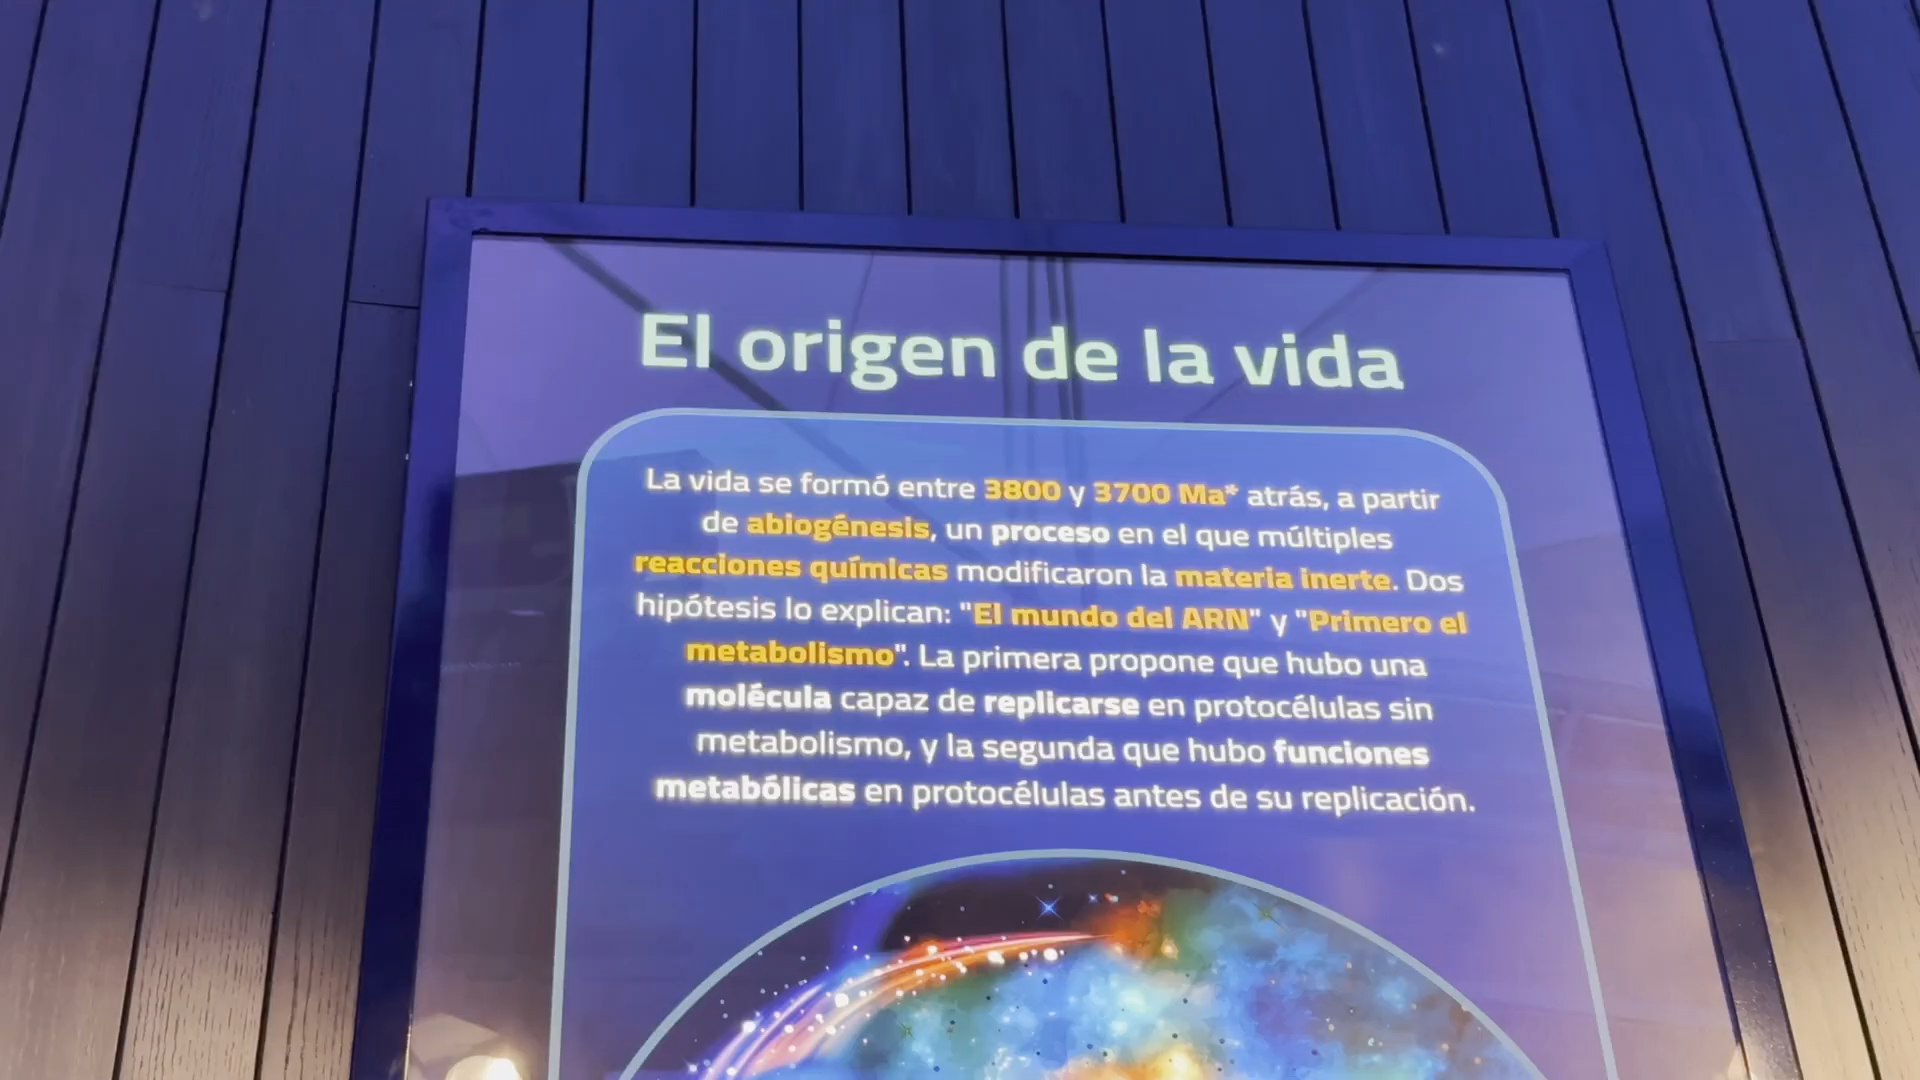 El origen de la vida
La vida se formó entre 3800 y 3700 Ma* atrás, a partir
de abiogénesis, un proceso en el que múltiples
reacciones químicas modificaron la materia inerte. Dos
hipótesis lo explican: "El mundo del ARN" y "Primero el
metabolismo". La primera propone que hubo una
molécula capaz de replicarse en protocélulas sin
metabolismo, y la segunda que hubo funciones
metabólicas en protocélulas antes de su replicación.